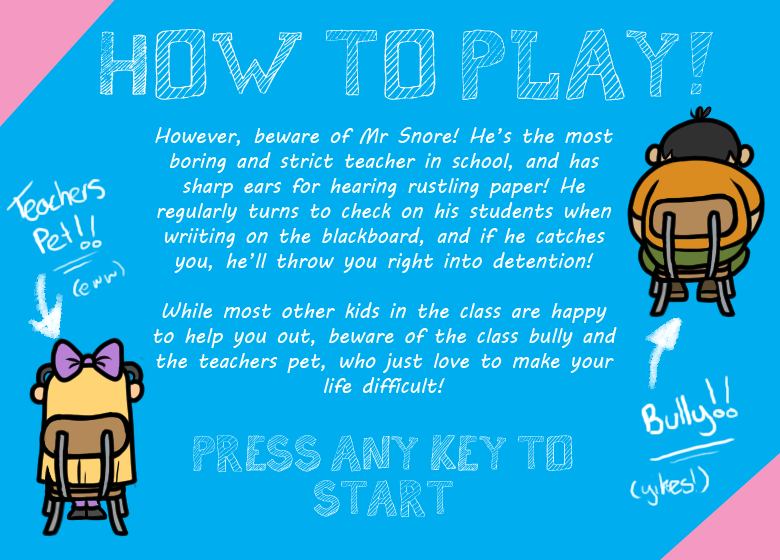 HOW TO PLAY!
However, beware of Mr Snore! He's the most
boring and strict teacher in school, and has
sharp ears for hearing rustling paper! He
regularly turns to check on his students when
wriiting on the blackboard, and if he catches
you, he'll throw you right into detention!
While most other kids in the class are happy
to help you out, beware of the class bully and
the teachers pet, who just love to make your
life difficult!
Teachers
Pet!!
(eww)
Bully!!
(yikes!)
PRESS ANY KEY TO
START